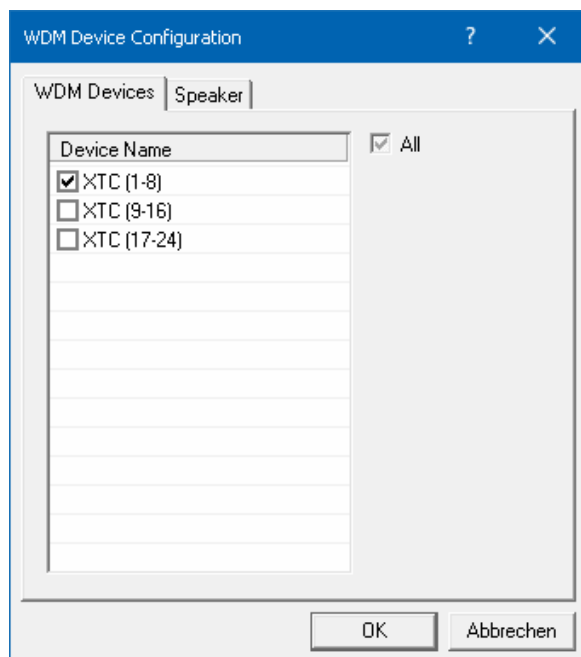 WDM Device Configuration ?
WDM Devices Speaker
Device Name
All
XTC (1-8)
XTC (9-16)
XTC (17-24)
OK Abbrechen